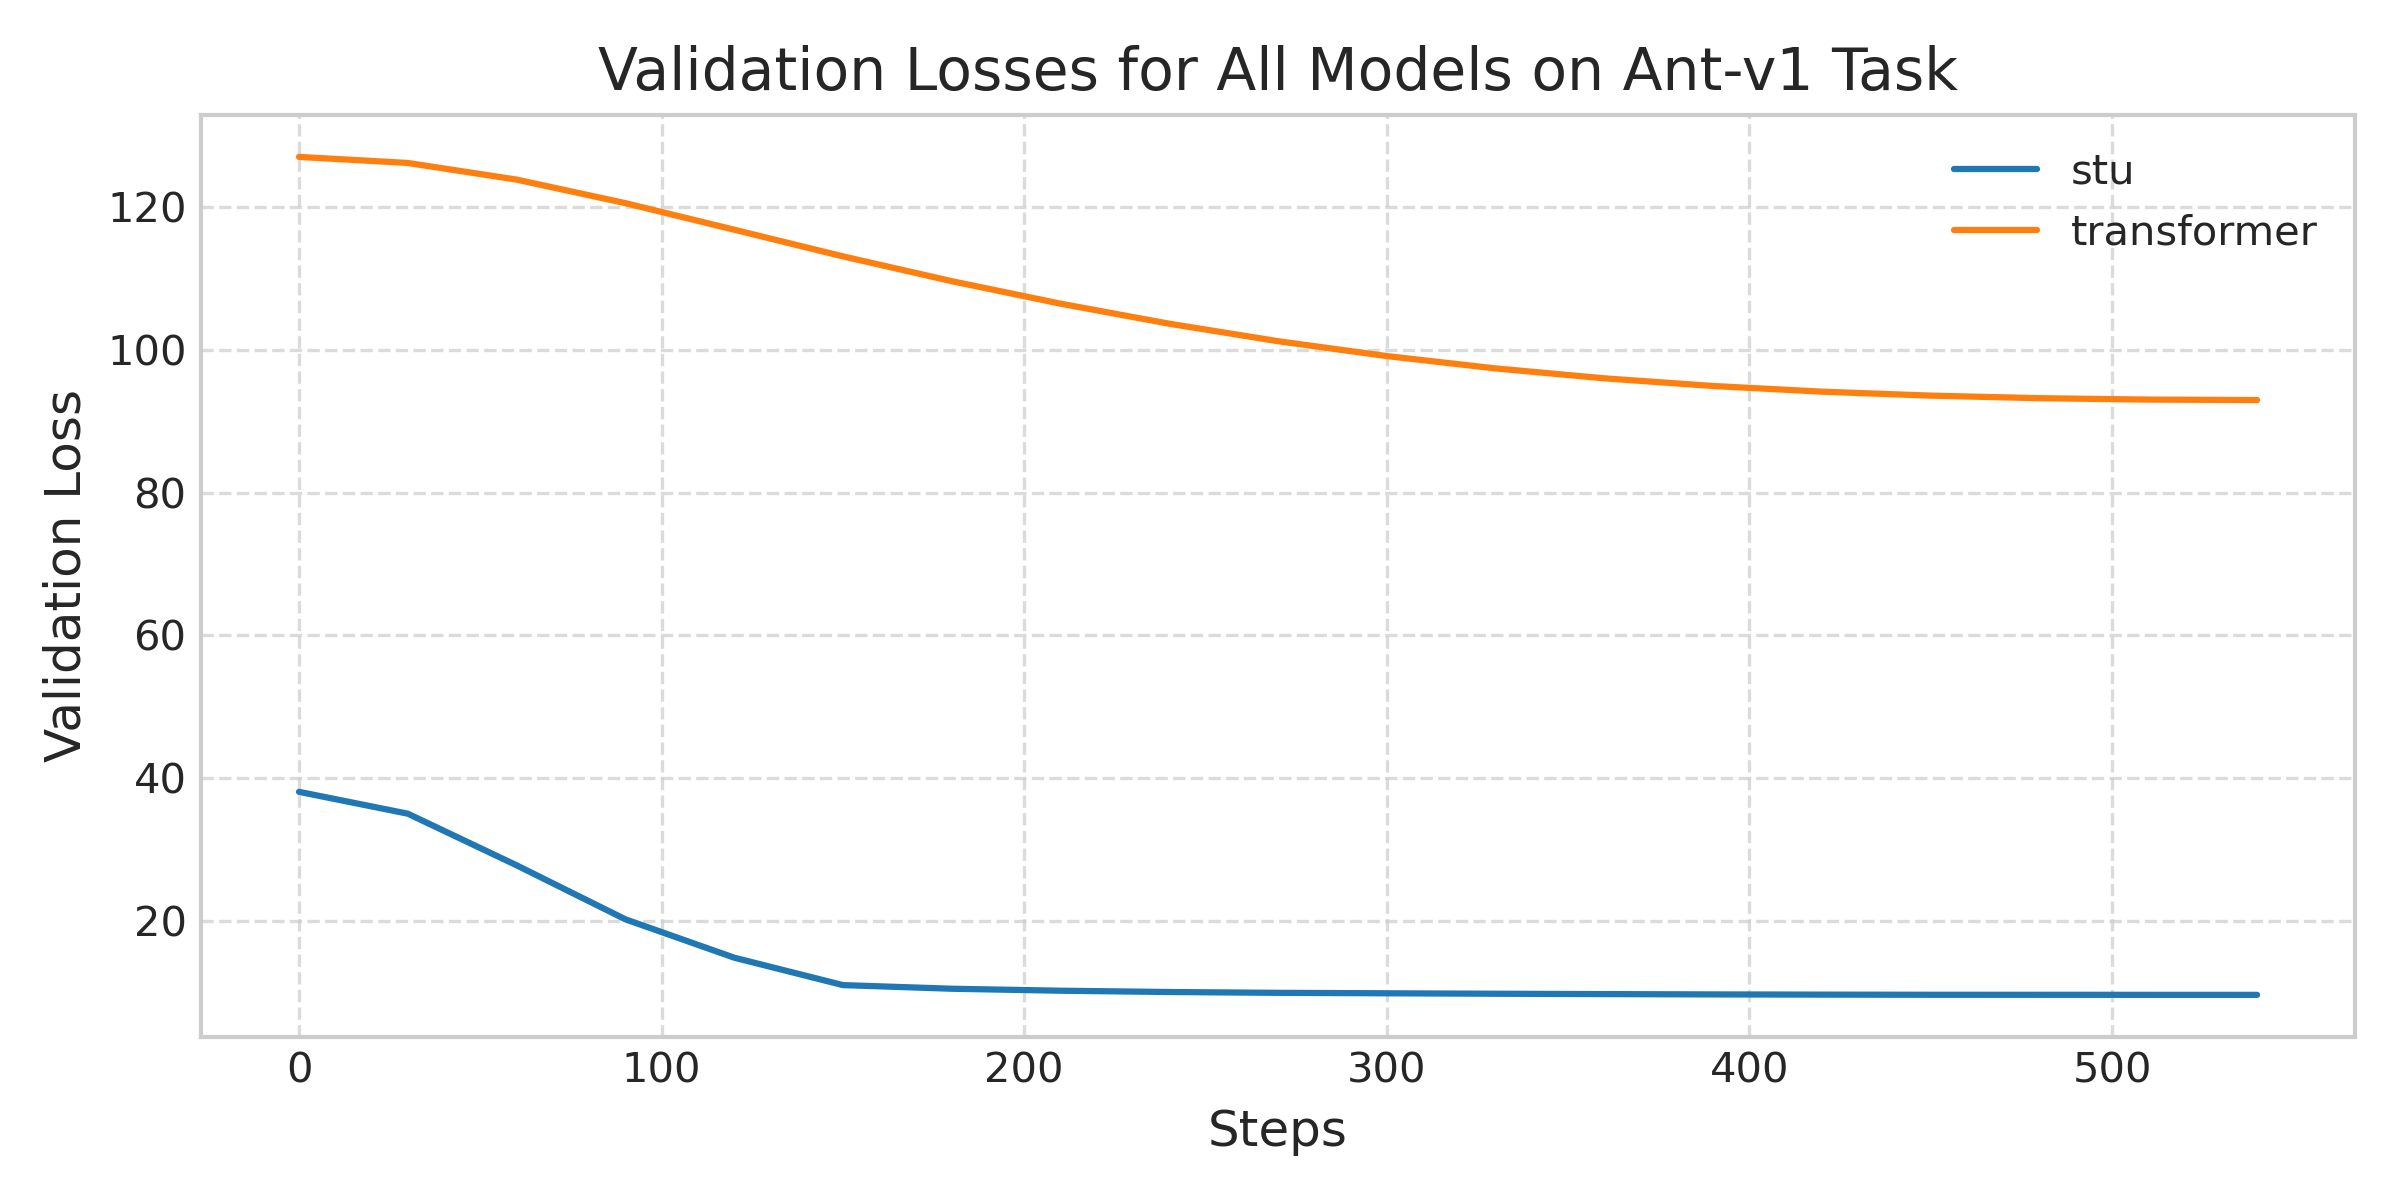 Validation Losses for All Models on Ant-v1 Task
stu
transformer
Validation Loss
120
100
80
60
40
20
0 100 200 300 400 500
Steps